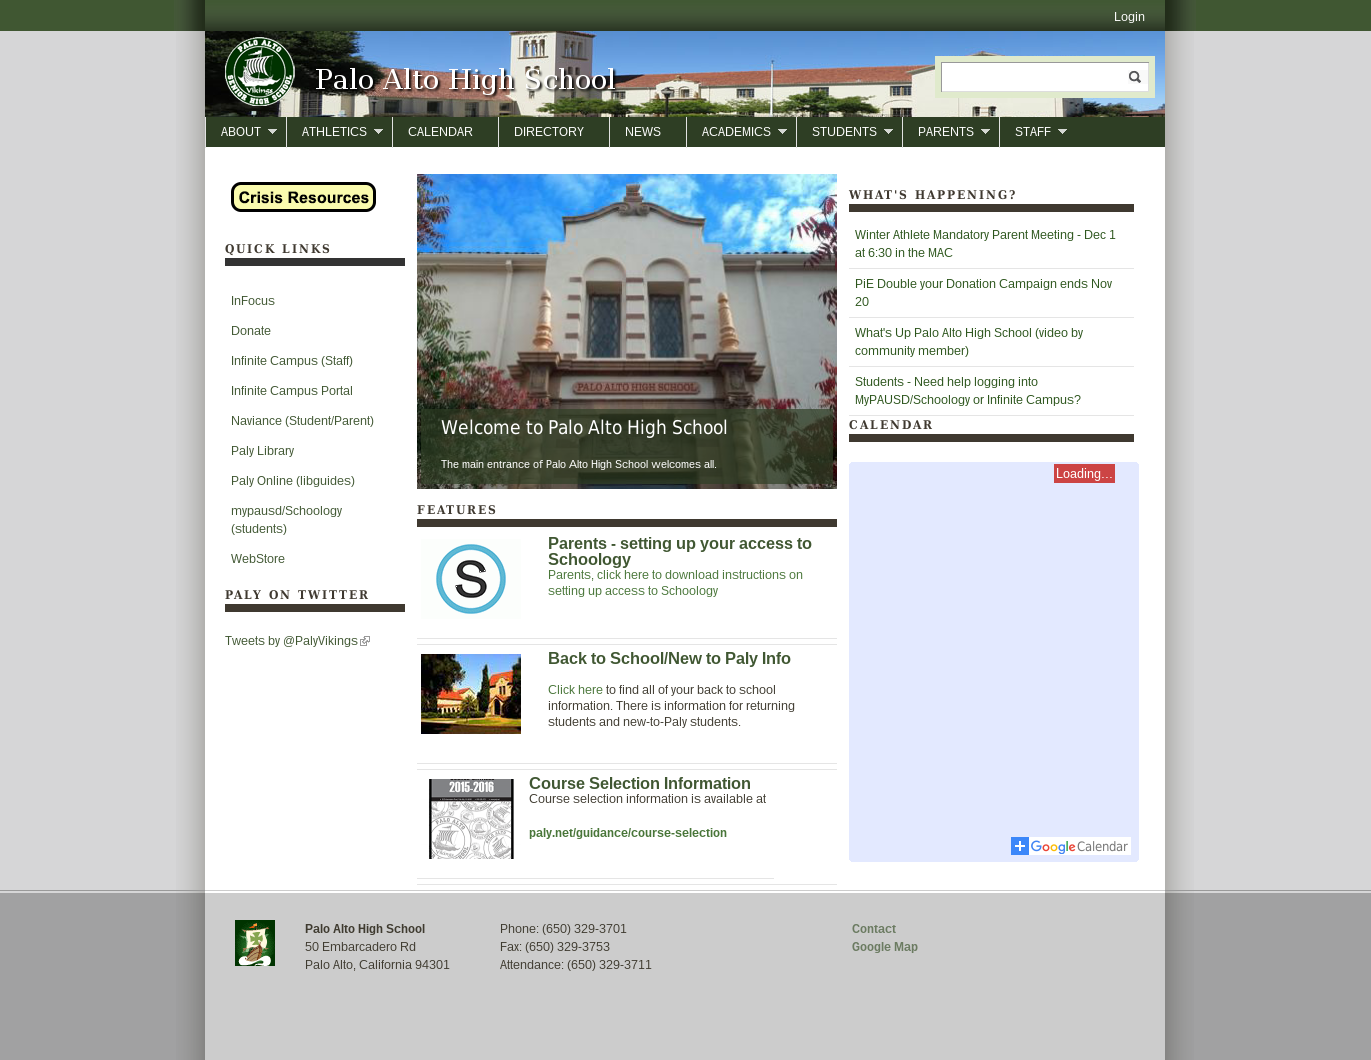 Login
PALO ALTO
SENIOR HIGH SCHOOL
Vikings
Palo Alto High School
ABOUT
ATHLETICS
CALENDAR
DIRECTORY
NEWS
ACADEMICS
STUDENTS
PARENTS
STAFF
Crisis Resources
QUICK LINKS
InFocus
Donate
Infinite Campus (Staff)
Infinite Campus Portal
Naviance (Student/Parent)
Paly Library
Paly Online (libguides)
mypausd/Schoology
(students)
WebStore
PALY ON TWITTER
Tweets by @PalyVikings
PALO ALTO HIGH SCHOOL
Welcome to Palo Alto High School
The main entrance of Palo Alto High School welcomes all.
FEATURES
S
Parents - setting up your access to
Schoology
Parents, click here to download instructions on
setting up access to Schoology
Back to School/New to Paly Info
Click here to find all of your back to school
information. There is information for returning
students and new-to-Paly students.
2015-2016
Course Selection Information
Course selection information is available at
paly.net/guidance/course-selection
WHAT'S HAPPENING?
Winter Athlete Mandatory Parent Meeting - Dec 1
at 6:30 in the MAC
PiE Double your Donation Campaign ends Nov
20
What's Up Palo Alto High School (video by
community member)
Students - Need help logging into
MyPAUSD/Schoology or Infinite Campus?
CALENDAR
Loading...
Google Calendar
Palo Alto High School
50 Embarcadero Rd
Palo Alto, California 94301
Phone: (650) 329-3701
Fax: (650) 329-3753
Attendance: (650) 329-3711
Contact
Google Map